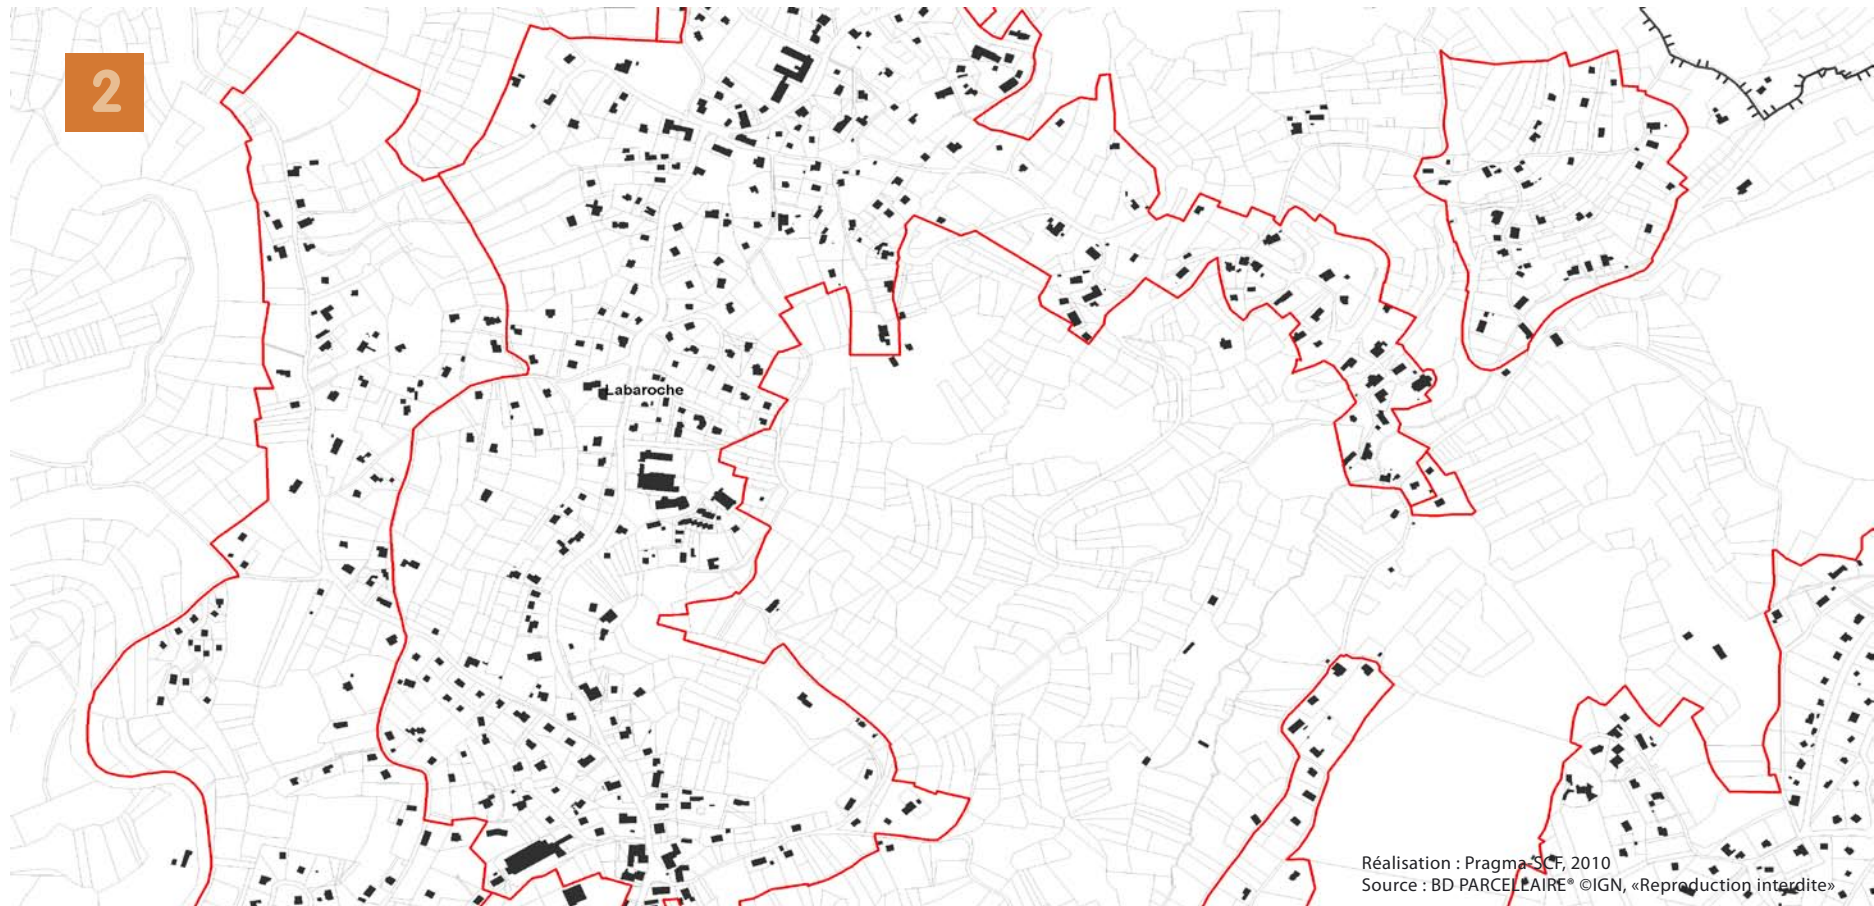 2
Labaroche
Réalisation : Pragma-SCF, 2010
Source : BD PARCELLAIRE® ©IGN, «Reproduction interdite»